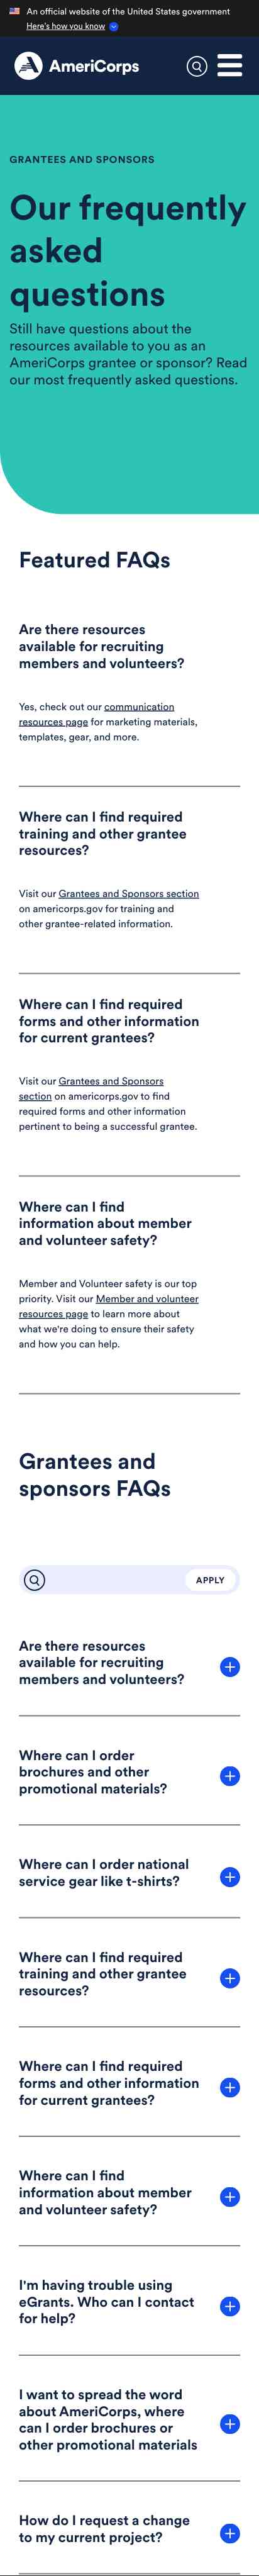 An official website of the United States government
Here's how you know
AmeriCorps
GRANTEES AND SPONSORS
Our frequently
asked
questions
Still have questions about the
resources available to you as an
AmeriCorps grantee or sponsor? Read
our most frequently asked questions.
Featured FAQs
Are there resources
available for recruiting
members and volunteers?
Yes, check out our communication
resources page for marketing materials,
templates, gear, and more.
Where can I find required
training and other grantee
resources?
Visit our Grantees and Sponsors section
on americorps.gov for training and
other grantee-related information.
Where can I find required
forms and other information
for current grantees?
Visit our Grantees and Sponsors
section on americorps.gov to find
required forms and other information
pertinent to being a successful grantee.
Where can I find
information about member
and volunteer safety?
Member and Volunteer safety is our top
priority. Visit our Member and volunteer
resources page to learn more about
what we're doing to ensure their safety
and how you can help.
Grantees and
sponsors FAQs
APPLY
Are there resources
available for recruiting
members and volunteers?
Where can I order
brochures and other
promotional materials?
Where can I order national
service gear like t-shirts?
Where can I find required
training and other grantee
resources?
Where can I find required
forms and other information
for current grantees?
Where can I find
information about member
and volunteer safety?
I'm having trouble using
eGrants. Who can I contact
for help?
I want to spread the word
about AmeriCorps, where
can I order brochures or
other promotional materials
How do I request a change
to my current project?